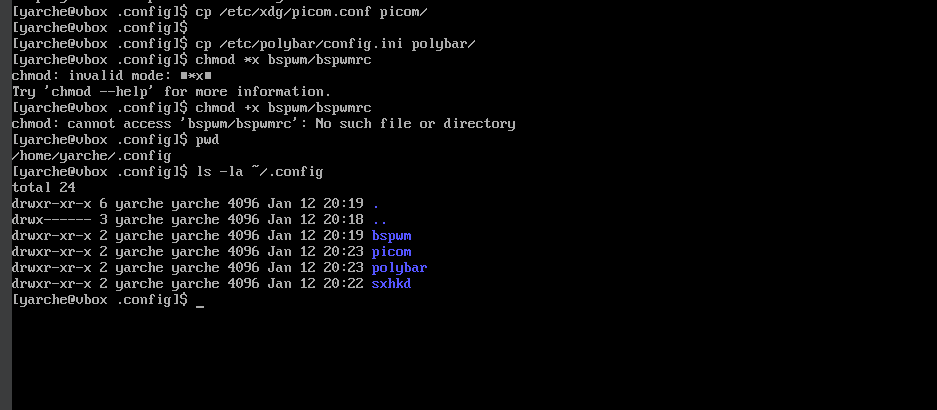 [yarche@vbox .config]$ cp /etc/xdg/picom.conf picom/
[yarche@vbox .config]$
[yarche@vbox .config]$ cp /etc/polybar/config.ini polybar/
[yarche@vbox .config]$ chmod *x bspwm/bspwmrc
chmod: invalid mode: ■*x■
Try 'chmod --help' for more information.
[yarche@vbox .config]$ chmod +x bspwm/bspwmrc
chmod: cannot access 'bspwm/bspwmrc': No such file or directory
[yarche@vbox .config]$ pwd
/home/yarche/.config
[yarche@vbox .config]$ ls -la ~/.config
total 24
drwxr-xr-x 6 yarche yarche 4096 Jan 12 20:19 .
drwx------ 3 yarche yarche 4096 Jan 12 20:18 ..
drwxr-xr-x 2 yarche yarche 4096 Jan 12 20:19 bspwm
drwxr-xr-x 2 yarche yarche 4096 Jan 12 20:23 picom
drwxr-xr-x 2 yarche yarche 4096 Jan 12 20:23 polybar
drwxr-xr-x 2 yarche yarche 4096 Jan 12 20:22 sxhkd
[yarche@vbox .config]$ _